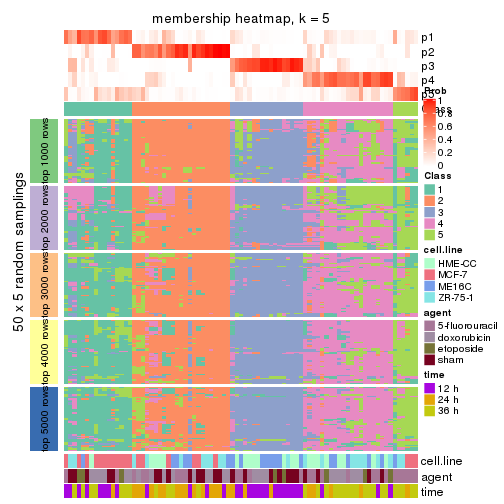 membership heatmap, k = 5
p1
p2
p3
p4
p5
50 x 5 random samplings
top 1000 rows
top 2000 rows
top 3000 rows
top 4000 rows
top 5000 rows
cell.line
agent
time
Prob
1
0.8
0.6
0.4
0.2
0
Class
1
2
3
4
5
cell.line
HME-CC
MCF-7
ME16C
ZR-75-1
agent
5-fluorouracil
doxorubicin
etoposide
sham
time
12 h
24 h
36 h